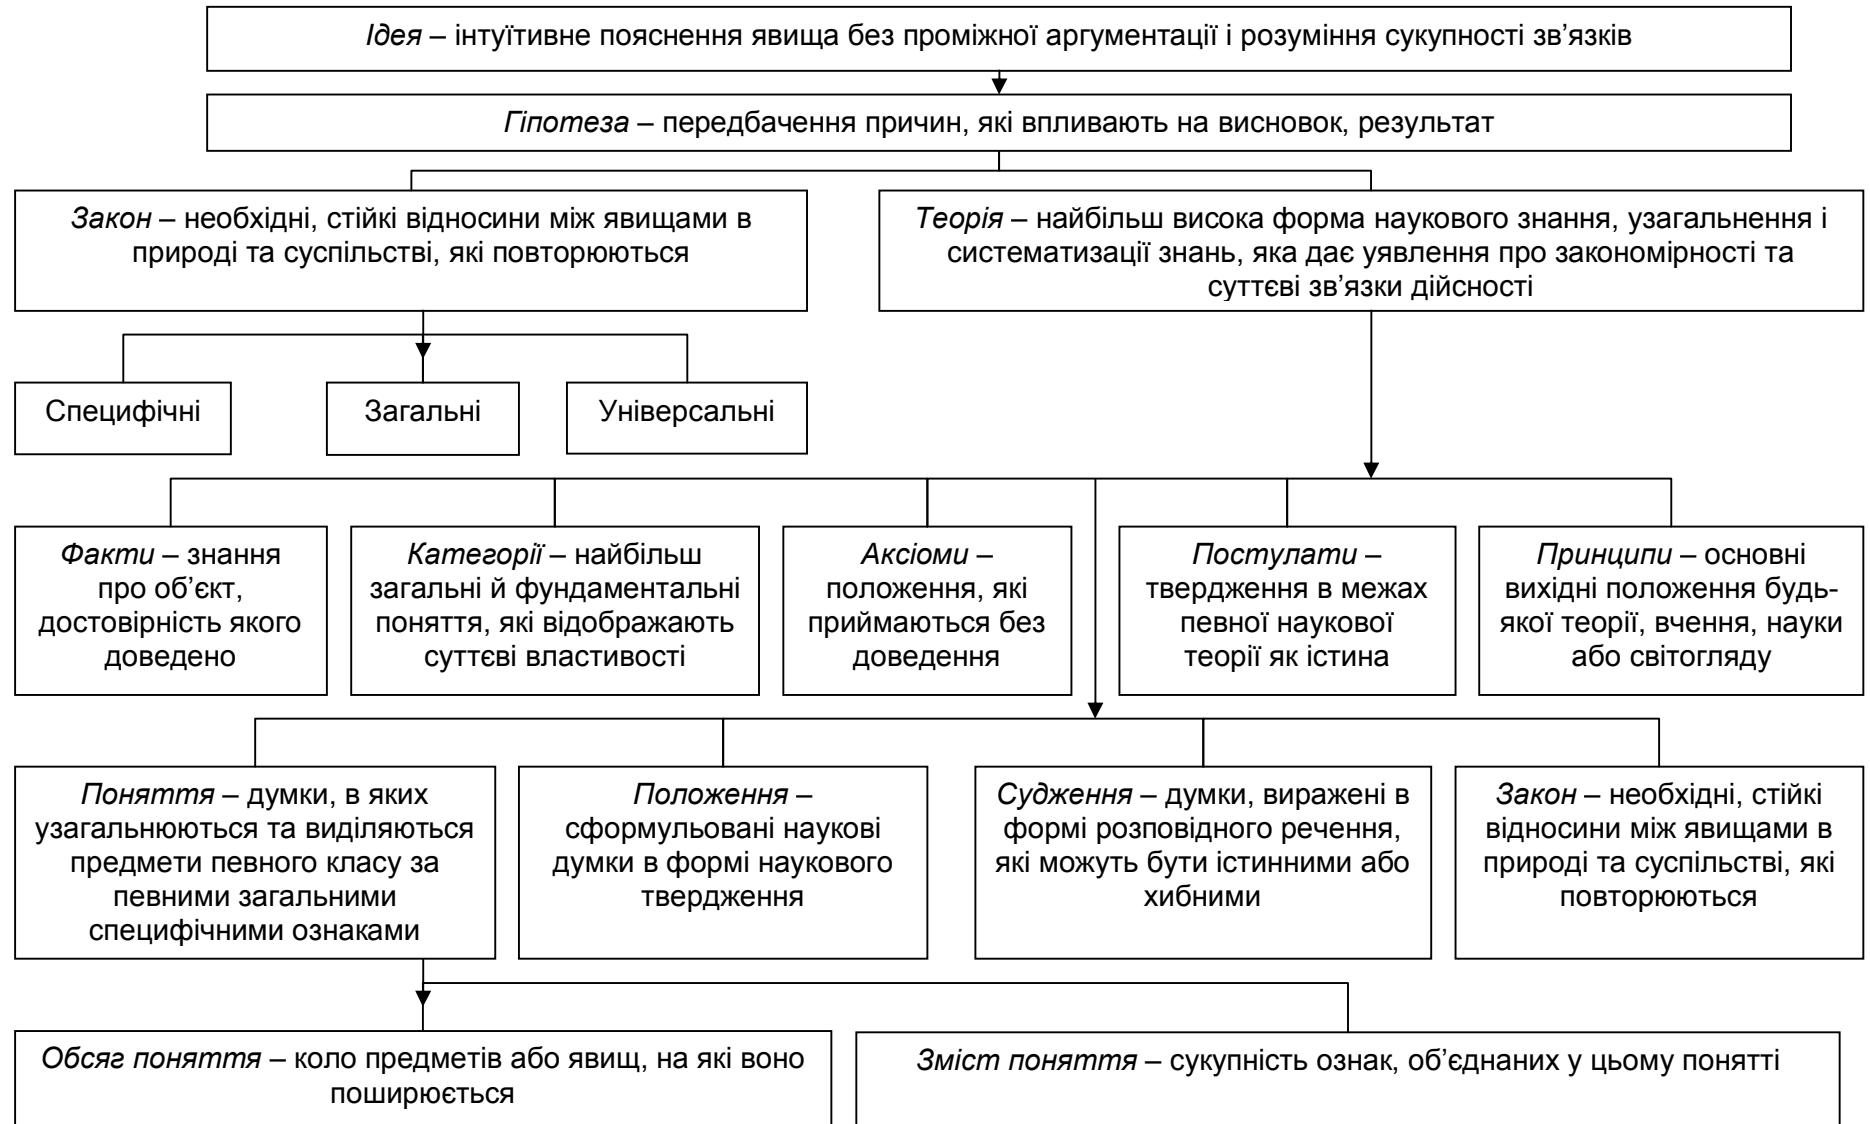 Ідея – інтуїтивне пояснення явища без проміжної аргументації і розуміння сукупності зв’язків
Гіпотеза – передбачення причин, які впливають на висновок, результат
Закон – необхідні, стійкі відносини між явищами в
природі та суспільстві, які повторюються
Теорія – найбільш висока форма наукового знання, узагальнення і
систематизації знань, яка дає уявлення про закономірності та
суттєві зв’язки дійсності
Специфічні
Загальні
Універсальні
Факти – знання
про об’єкт,
достовірність якого
доведено
Категорії – найбільш
загальні й фундаментальні
поняття, які відображають
суттєві властивості
Аксіоми –
положення, які
приймаються без
доведення
Постулати –
твердження в межах
певної наукової
теорії як істина
Принципи – основні
вихідні положення будь-
якої теорії, вчення, науки
або світогляду
Поняття – думки, в яких
узагальнюються та виділяються
предмети певного класу за
певними загальними
специфічними ознаками
Положення –
сформульовані наукові
думки в формі наукового
твердження
Судження – думки, виражені в
формі розповідного речення,
які можуть бути істинними або
хибними
Закон – необхідні, стійкі
відносини між явищами в
природі та суспільстві, які
повторюються
Обсяг поняття – коло предметів або явищ, на які воно
поширюється
Зміст поняття – сукупність ознак, об’єднаних у цьому понятті